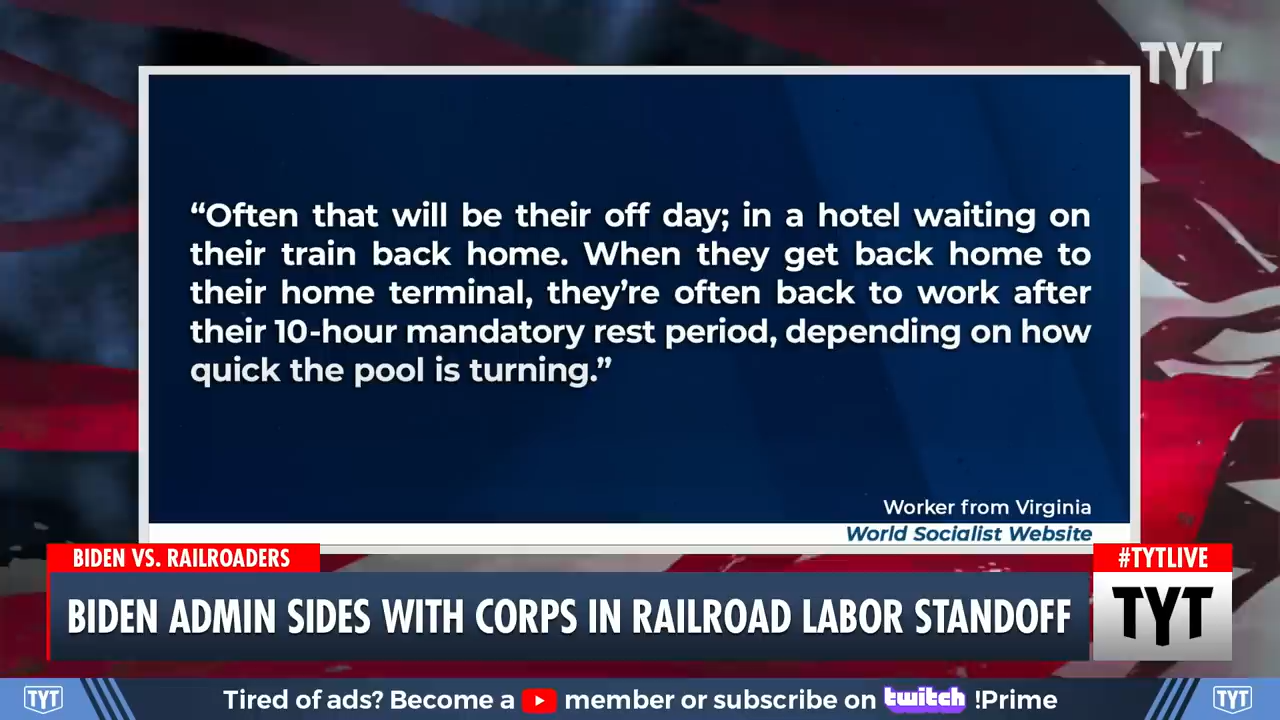 TYT
“Often that will be their off day; in a hotel waiting on
their train back home. When they get back home to
their home terminal, they’re often back to work after
their 10-hour mandatory rest period, depending on how
quick the pool is turning.”
Worker from Virginia
World Socialist Website
BIDEN VS. RAILROADERS
#TYTLIVE
BIDEN ADMIN SIDES WITH CORPS IN RAILROAD LABOR STANDOFF
TYT
TYT
Tired of ads? Become a member or subscribe on twitch !Prime
TYT